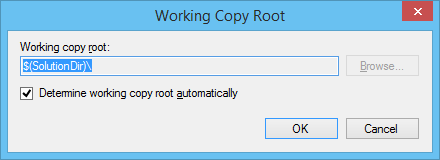 Working Copy Root
Working copy root:
$(SolutionDir)\
Browse...
Determine working copy root automatically
OK
Cancel